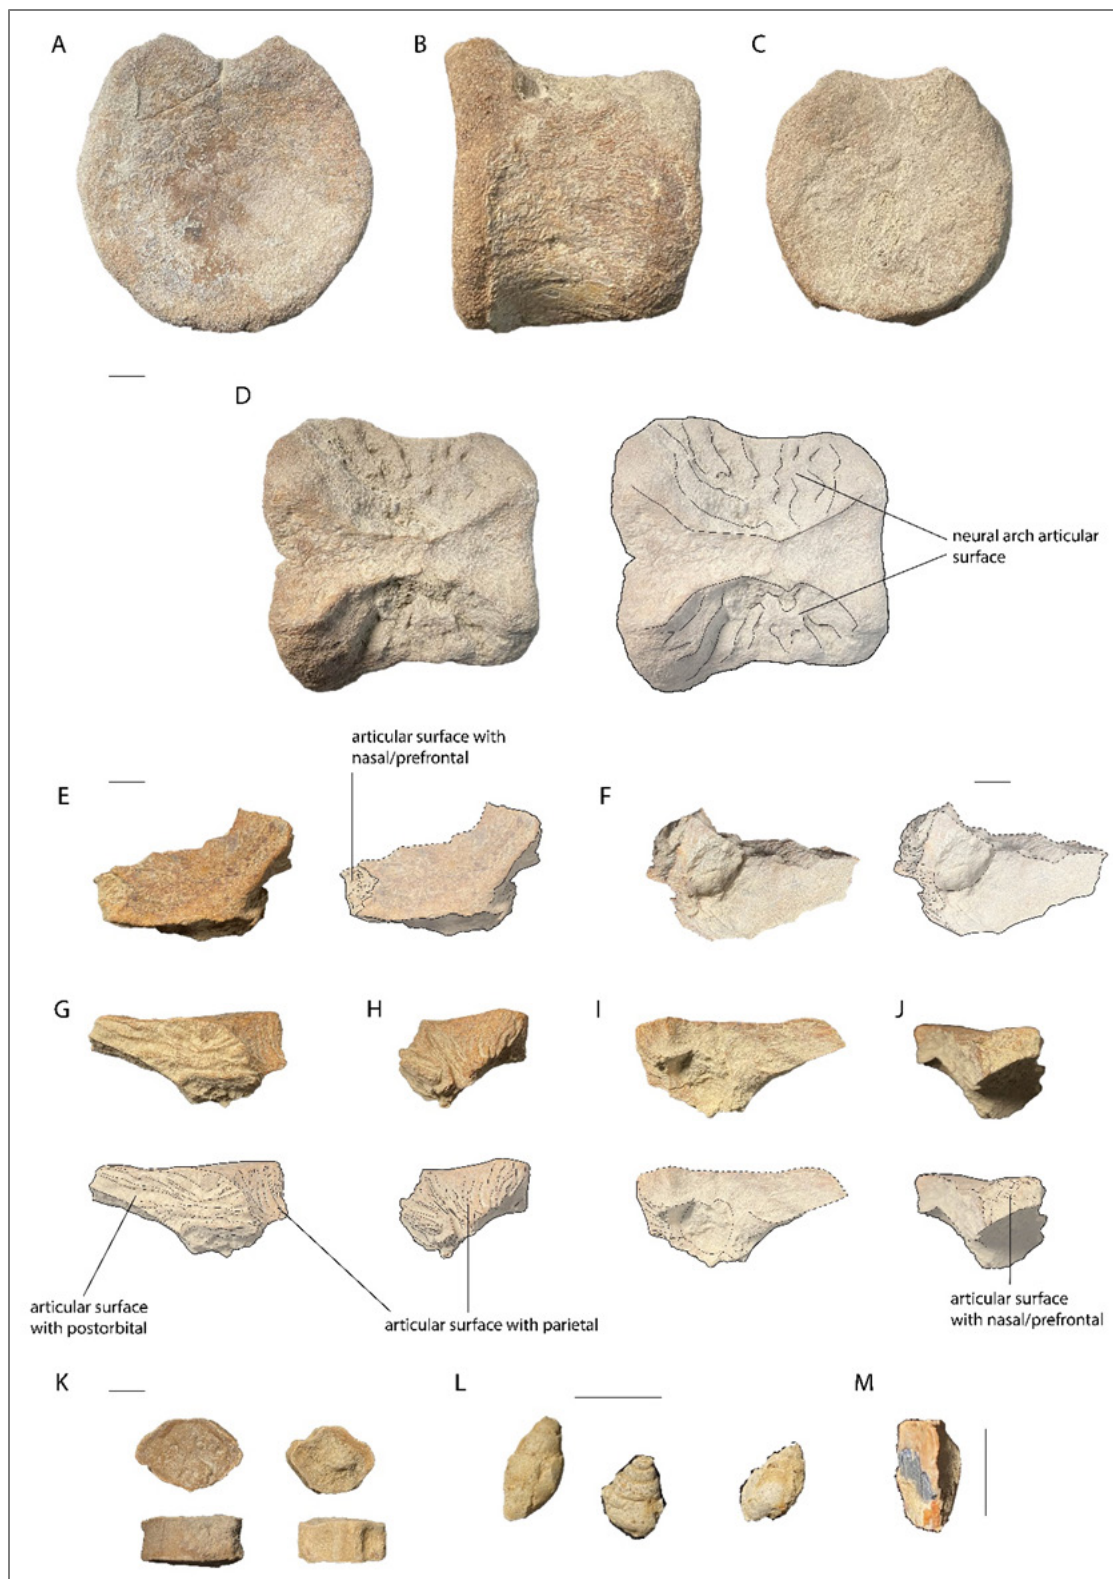 A
B
C
D
neural arch articular
surface
articular surface with
nasal/prefrontal
E
F
G
H
I
J
articular surface
with postorbital
articular surface with parietal
articular surface
with nasal/prefrontal
K
L
M